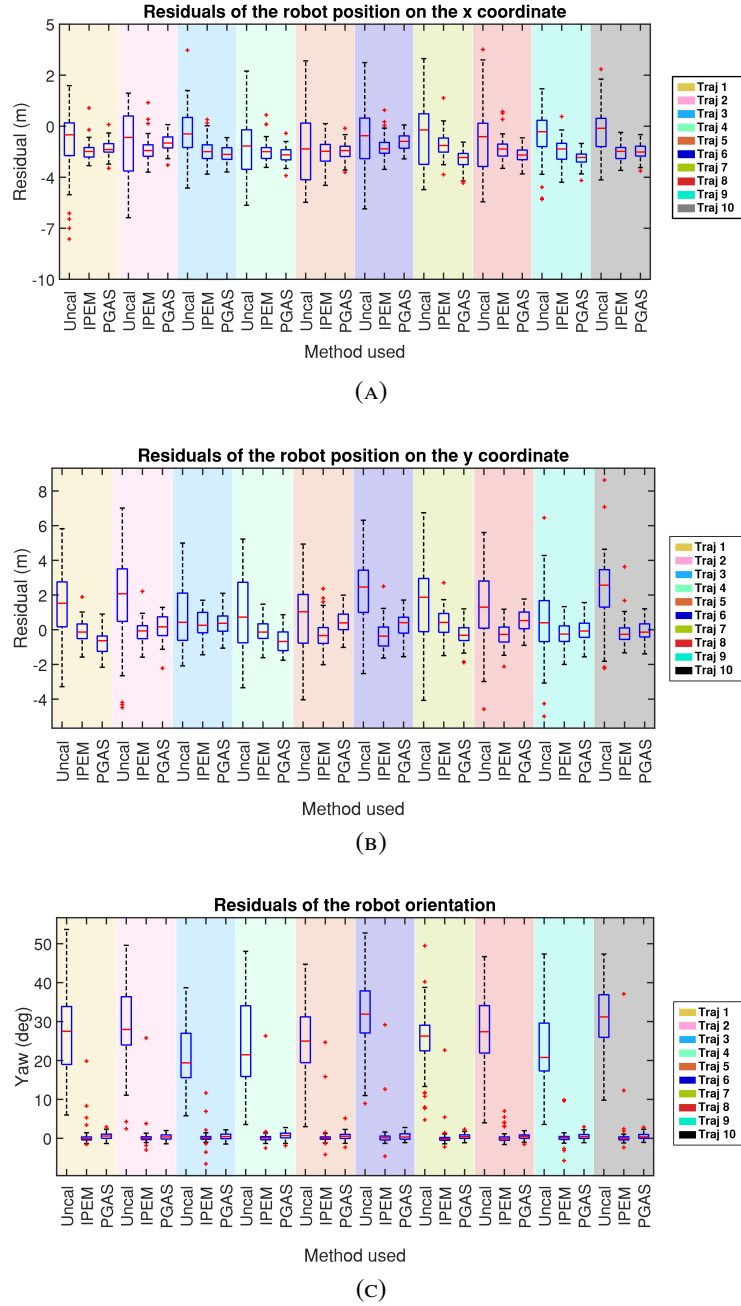 Residuals of the robot position on the x coordinate
Residual (m)
5
2
0
-4
-7
-10
Uncal IPEM PGAS Uncal IPEM PGAS Uncal IPEM PGAS Uncal IPEM PGAS Uncal IPEM PGAS Uncal IPEM PGAS Uncal IPEM PGAS Uncal IPEM PGAS Uncal IPEM PGAS Uncal IPEM PGAS
Method used
Traj 1
Traj 2
Traj 3
Traj 4
Traj 5
Traj 6
Traj 7
Traj 8
Traj 9
Traj 10
(A)
Residuals of the robot position on the y coordinate
Residual (m)
8
6
4
2
0
-2
-4
Uncal IPEM PGAS Uncal IPEM PGAS Uncal IPEM PGAS Uncal IPEM PGAS Uncal IPEM PGAS Uncal IPEM PGAS Uncal IPEM PGAS Uncal IPEM PGAS Uncal IPEM PGAS Uncal IPEM PGAS
Method used
Traj 1
Traj 2
Traj 3
Traj 4
Traj 5
Traj 6
Traj 7
Traj 8
Traj 9
Traj 10
(B)
Residuals of the robot orientation
Yaw (deg)
50
40
30
20
10
0
Uncal IPEM PGAS Uncal IPEM PGAS Uncal IPEM PGAS Uncal IPEM PGAS Uncal IPEM PGAS Uncal IPEM PGAS Uncal IPEM PGAS Uncal IPEM PGAS Uncal IPEM PGAS Uncal IPEM PGAS
Method used
Traj 1
Traj 2
Traj 3
Traj 4
Traj 5
Traj 6
Traj 7
Traj 8
Traj 9
Traj 10
(C)